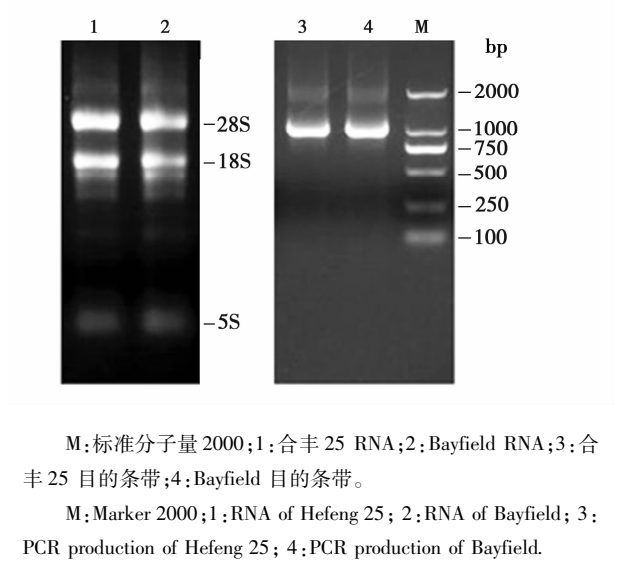 1 2 3 4 M
bp
-2000
-28S -1000
-750
-18S -500
-250
-100
-5S
M:标准分子量2000;1:合丰25 RNA;2:Bayfield RNA;3:合
丰25 目的条带;4:Bayfield 目的条带。
M:Marker 2000;1:RNA of Hefeng 25; 2:RNA of Bayfield; 3:
PCR production of Hefeng 25; 4:PCR production of Bayfield.